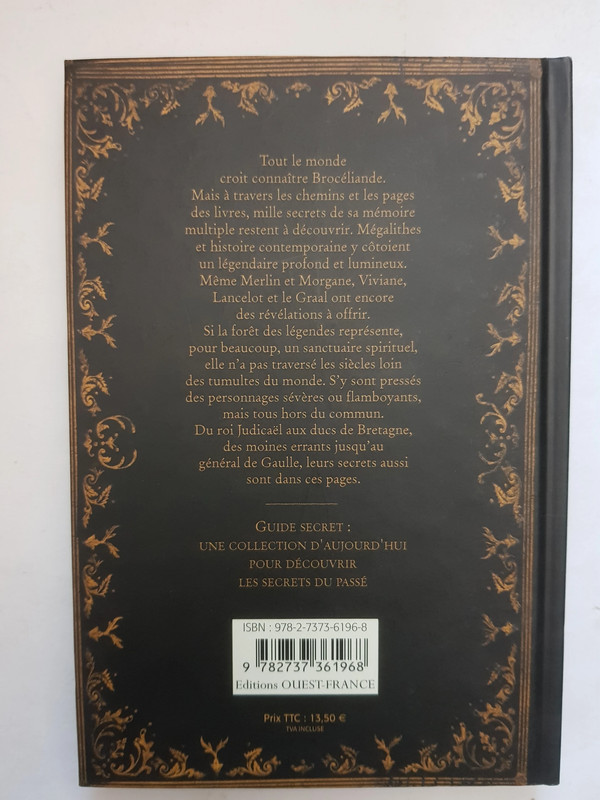 Tout le monde
croit connaître Brocéliande.
Mais à travers les chemins et les pages
des livres, mille secrets de sa mémoire
multiple restent à découvrir. Mégalithes
et histoire contemporaine y côtoient
un légendaire profond et lumineux.
Même Merlin et Morgane, Viviane,
Lancelot et le Graal ont encore
des révélations à offrir.
Si la forêt des légendes représente,
pour beaucoup, un sanctuaire spirituel,
elle n'a pas traversé les siècles loin
des tumultes du monde. S'y sont pressés
des personnages sévères ou flamboyants,
mais tous hors du commun.
Du roi Judicaël aux ducs de Bretagne,
des moines errants jusqu'au
général de Gaulle, leurs secrets aussi
sont dans ces pages.
GUIDE SECRET :
UNE COLLECTION D'AUJOURD'HUI
POUR DÉCOUVRIR
LES SECRETS DU PASSÉ
ISBN : 978-2-7373-6196-8
9 782737 361968
Editions OUEST-FRANCE
Prix TTC : 13,50 €
TVA INCLUSE